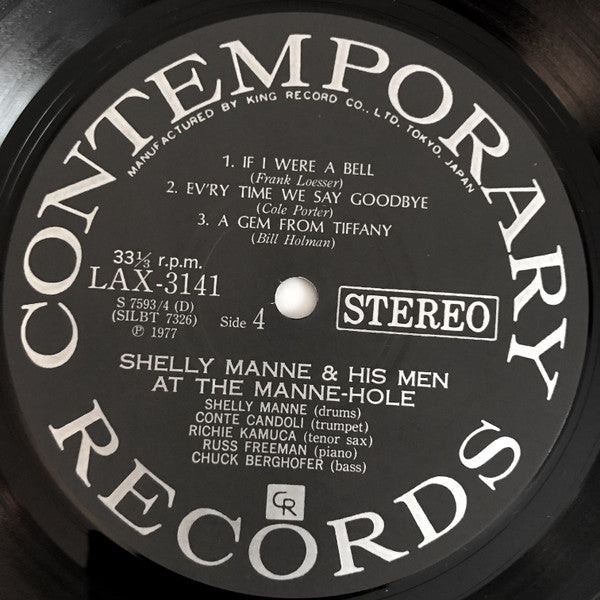 CONTEMPORARY
MANUFACTURED BY KING RECORD CO., LTD. TOKYO, JAPAN
1. IF I WERE A BELL
(Frank Loesser)
2. EV'RY TIME WE SAY GOODBYE
(Cole Porter)
3. A GEM FROM TIFFANY
(Bill Holman)
33⅓ r.p.m.
LAX-3141
S 7593/4 (D)
(SILBT 7326)
Ⓟ 1977
Side 4
STEREO
SHELLY MANNE & HIS MEN
AT THE MANNE-HOLE
SHELLY MANNE (drums)
CONTE CANDOLI (trumpet)
RICHIE KAMUCA (tenor sax)
RUSS FREEMAN (piano)
CHUCK BERGHOFER (bass)
CR
RECORDS